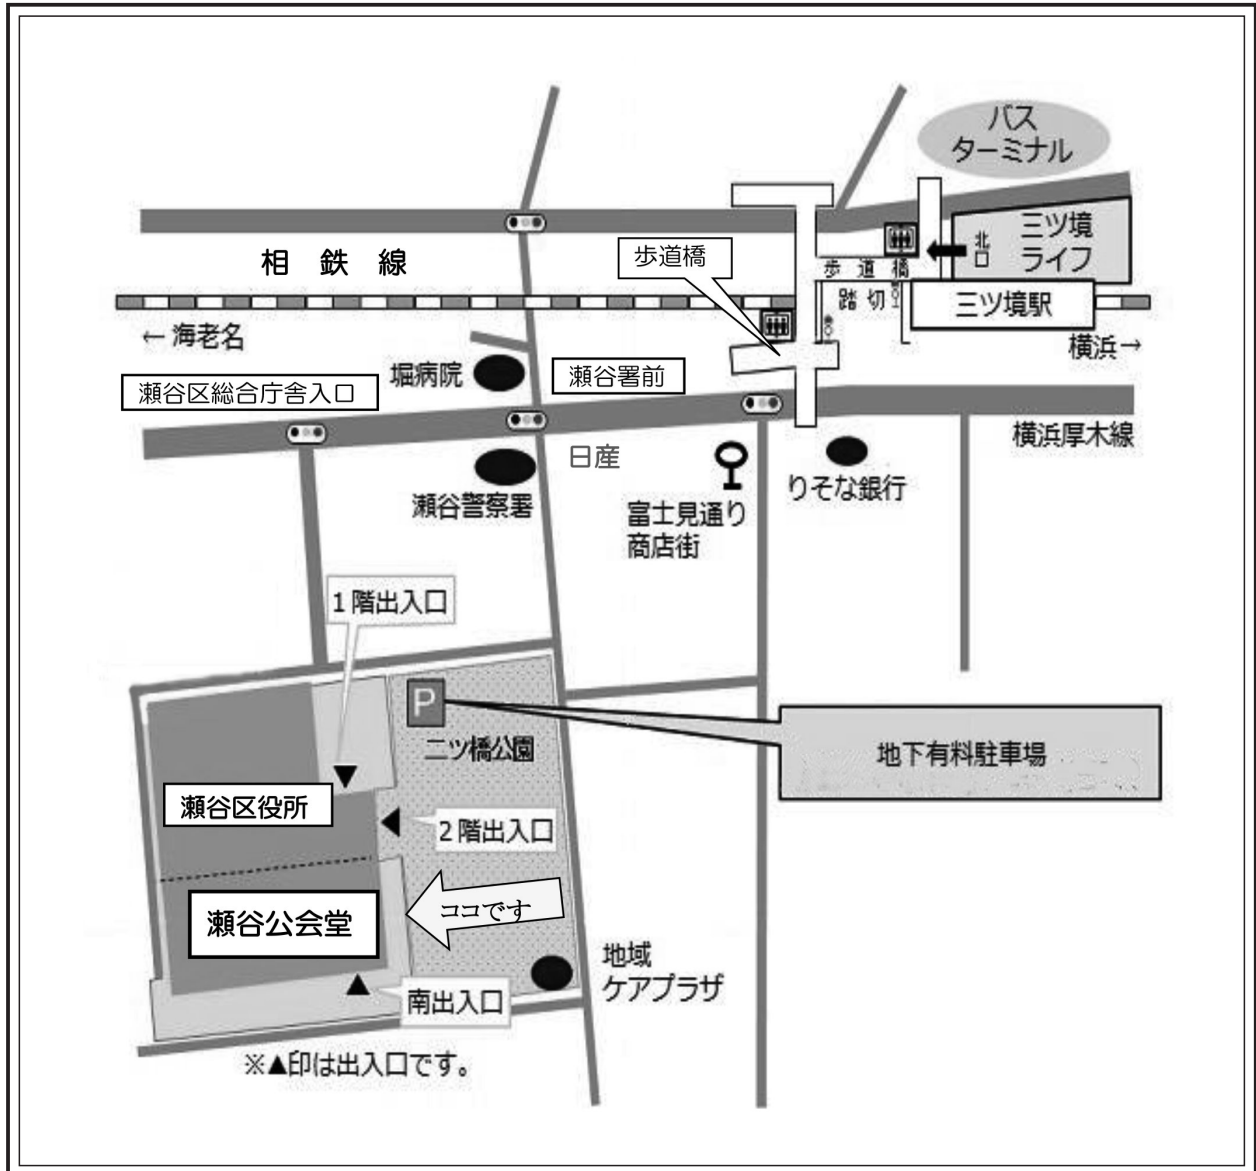 バス
ターミナル
三ツ境
ライフ
北口
相鉄線
歩道橋
歩道橋
踏切
三ツ境駅
←海老名
横浜→
堀病院
瀬谷署前
瀬谷区総合庁舎入口
横浜厚木線
日産
瀬谷警察署
りそな銀行
富士見通り
商店街
1階出入口
P
二ツ橋公園
地下有料駐車場
瀬谷区役所
2階出入口
瀬谷公会堂
ココです
地域
ケアプラザ
南出入口
※▲印は出入口です。